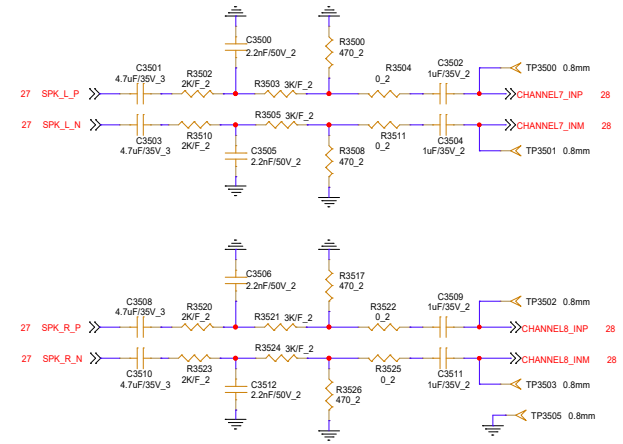 C3500
2.2nF/50V_2
R3500
470_2
C3501
4.7uF/35V_3
R3502
2K/F_2
R3503 3K/F_2
R3504
0_2
C3502
1uF/35V_2
TP3500 0.8mm
27 SPK_L_P
CHANNEL7_INP 28
27 SPK_L_N
R3505 3K/F_2
CHANNEL7_INM 28
C3503
4.7uF/35V_3
R3510
2K/F_2
C3505
2.2nF/50V_2
R3508
470_2
R3511
0_2
C3504
1uF/35V_2
TP3501 0.8mm
C3506
2.2nF/50V_2
R3517
470_2
C3508
4.7uF/35V_3
R3520
2K/F_2
R3521 3K/F_2
R3522
0_2
C3509
1uF/35V_2
TP3502 0.8mm
27 SPK_R_P
CHANNEL8_INP 28
27 SPK_R_N
R3524 3K/F_2
CHANNEL8_INM 28
C3510
4.7uF/35V_3
R3523
2K/F_2
C3512
2.2nF/50V_2
R3526
470_2
R3525
0_2
C3511
1uF/35V_2
TP3503 0.8mm
TP3505 0.8mm